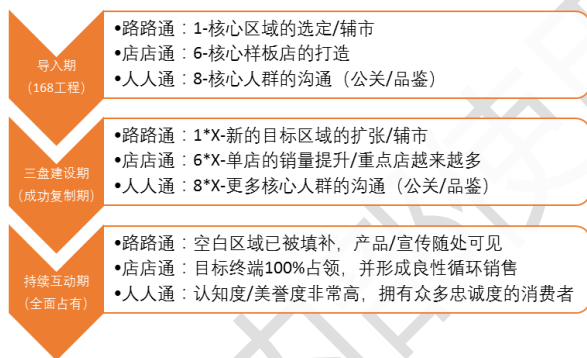 导入期
(168工程)
•路路通：1-核心区域的选定/辅市
•店店通：6-核心样板店的打造
•人人通：8-核心人群的沟通（公关/品鉴）
三盘建设期
(成功复制期)
•路路通：1*X-新的目标区域的扩张/辅市
•店店通：6*X-单店的销量提升/重点店越来越多
•人人通：8*X-更多核心人群的沟通（公关/品鉴）
持续互动期
(全面占有)
•路路通：空白区域已被填补，产品/宣传随处可见
•店店通：目标终端100%占领，并形成良性循环销售
•人人通：认知度/美誉度非常高，拥有众多忠诚度的消费者